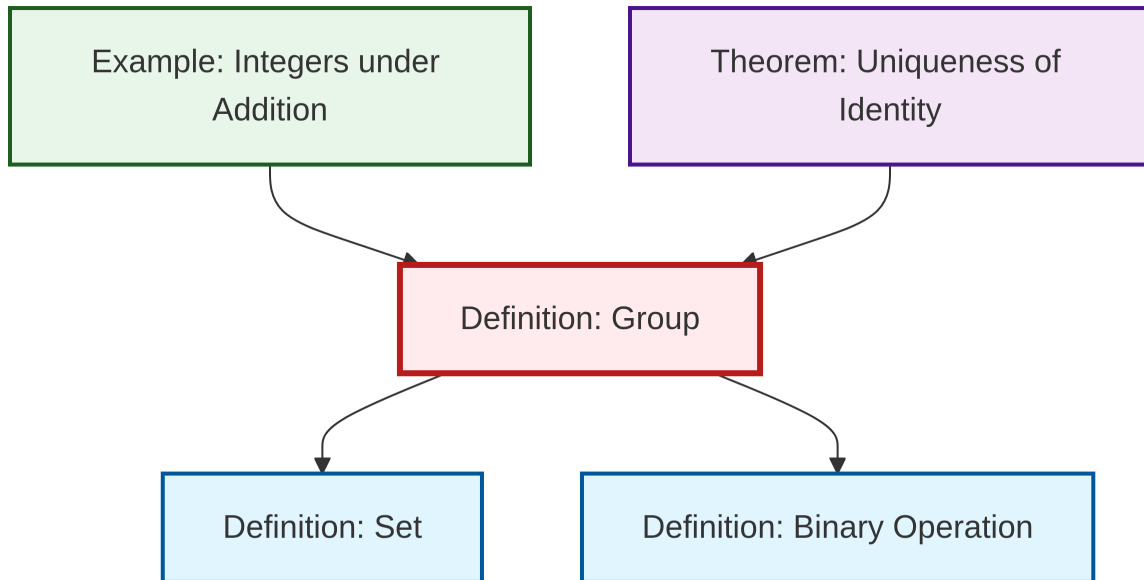 Example: Integers under
Addition
Theorem: Uniqueness of
Identity
Definition: Group
Definition: Set
Definition: Binary Operation